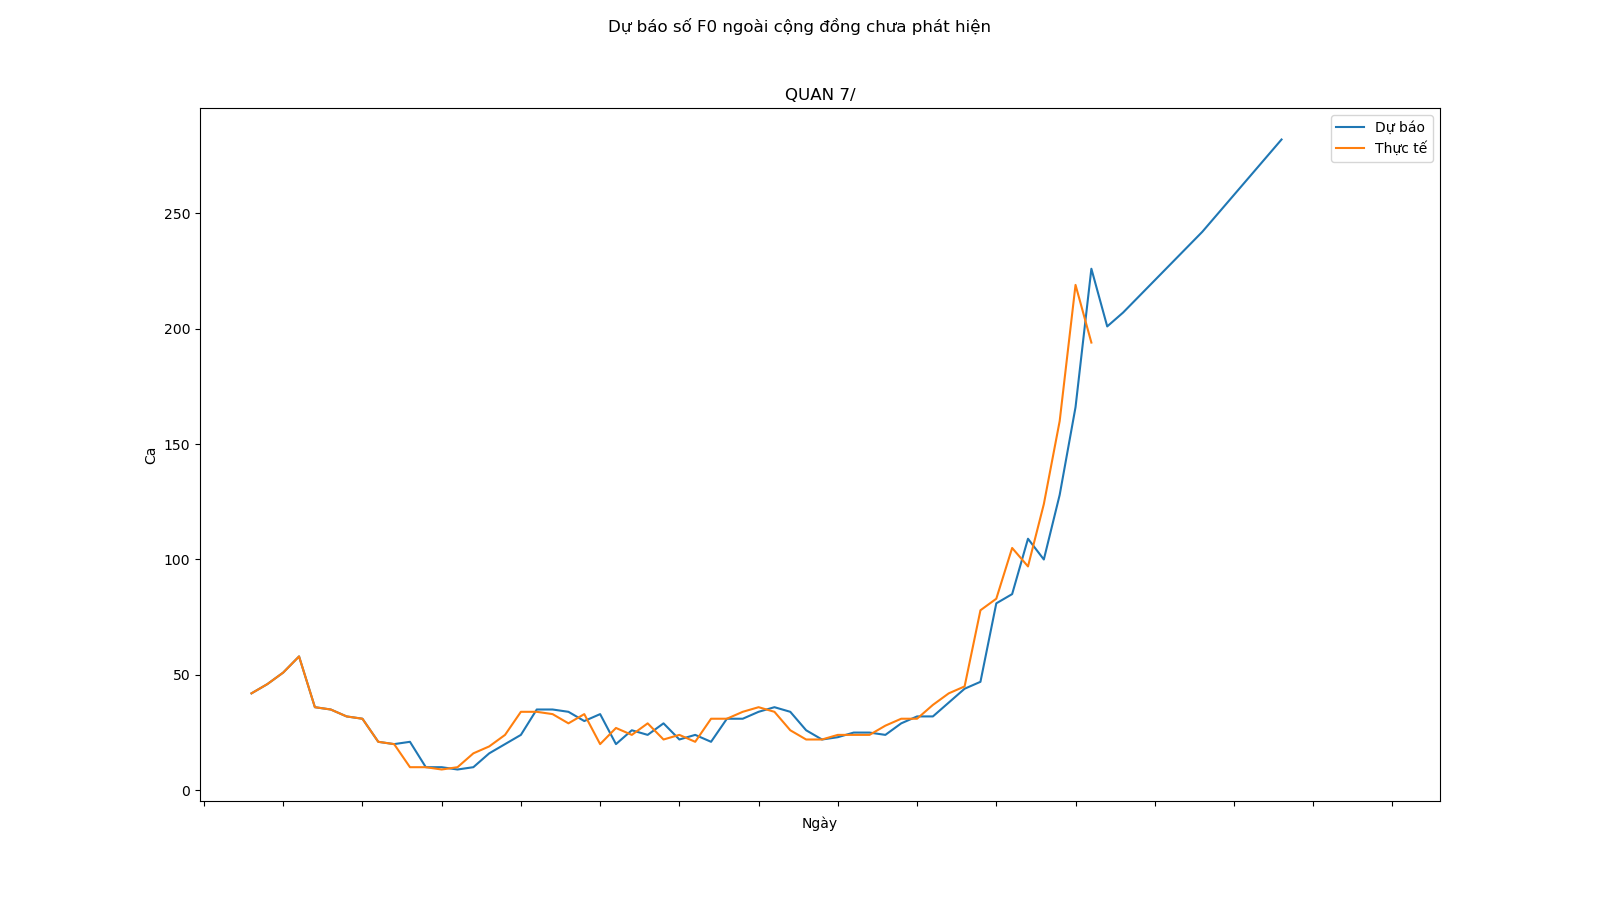 Dự báo số F0 ngoài cộng đồng chưa phát hiện
QUAN 7/
Dự báo
Thực tế
250
200
150
100
50
0
Ca
Ngày